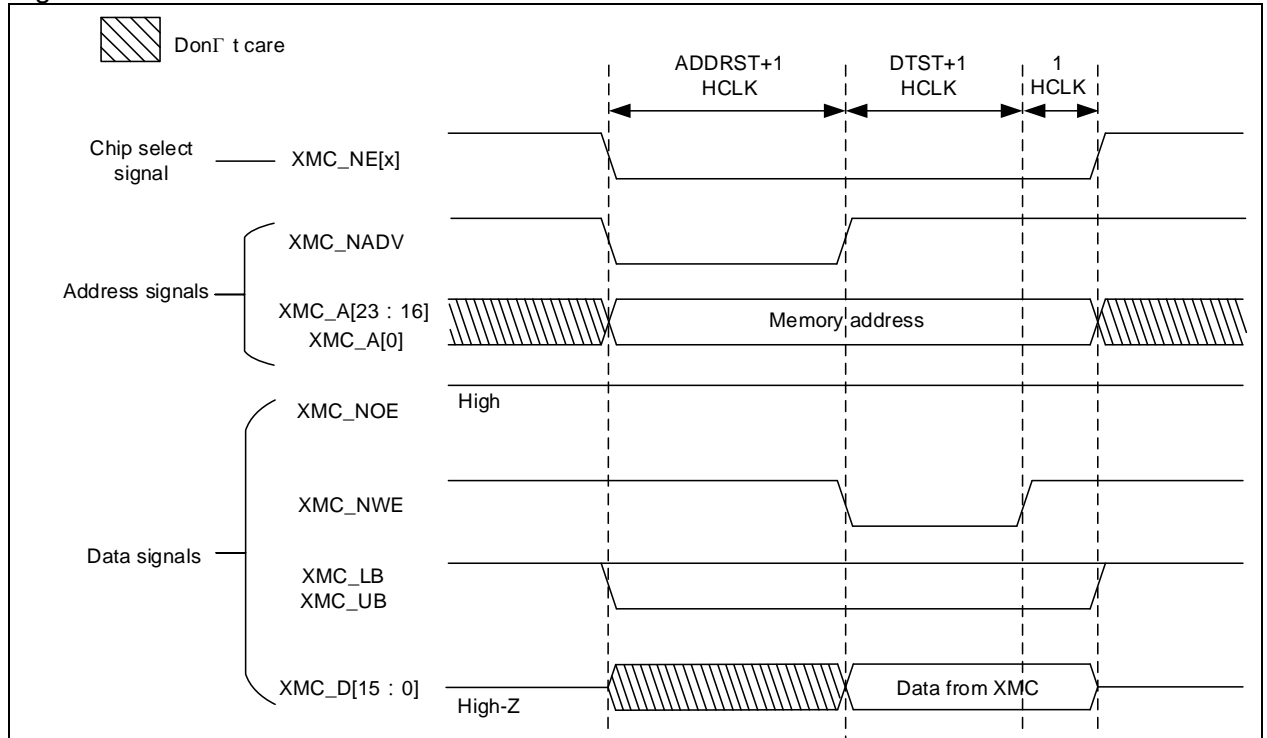 DonΓ t care
ADDRST+1
HCLK
DTST+1
HCLK
1
HCLK
Chip select
signal
XMC_NE[x]
XMC_NADV
Address signals
XMC_A[23 : 16]
XMC_A[0]
Memory address
XMC_NOE
High
XMC_NWE
Data signals
XMC_LB
XMC_UB
XMC_D[15 : 0]
High-Z
Data from XMC